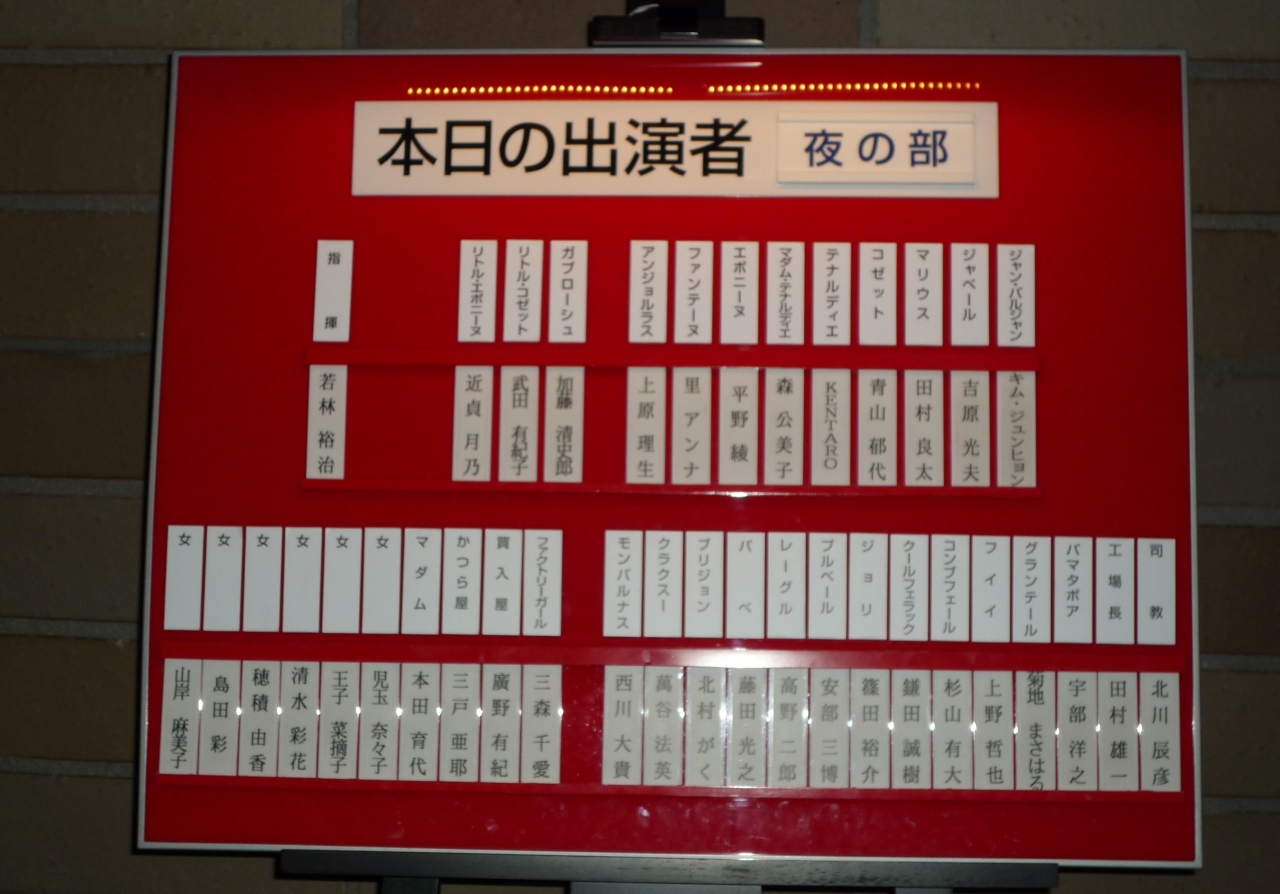 本日の出演者 夜の部
ジャン・バルジャン
キム・ジュンヒョン
ジャベール
吉原 光夫
マリウス
田村 良太
コゼット
青山 郁代
テナルディエ
KENTARO
マダム・テナルディエ
森 公美子
エポニーヌ
平野 綾
ファンテーヌ
里 アンナ
アンジョルラス
上原 理生
ガブローシュ
加藤 清史郎
リトル・コゼット
武田 有紀子
リトル・エポニーヌ
近貞 月乃
指揮
若林 裕治
司教
北川 辰彦
工場長
田村 雄一
バマタボア
宇部 洋之
グランテール
菊地 まさはる
フイイ
上野 哲也
コンブフェール
杉山 有大
クールフェラック
鎌田 誠樹
ジョリ
篠田 裕介
プルベール
安部 三博
レーグル
高野 二郎
バベ
藤田 光之
ブリジョン
北村 がく
クラクスー
萬谷 法英
モンパルナス
西川 大貴
ファクトリーガール
三森 千愛
買入屋
廣野 有紀
かつら屋
三戸 亜耶
マダム
本田 育代
女
児玉 奈々子
女
王子 菜摘子
女
清水 彩花
女
穂積 由香
女
島田 彩
女
山岸 麻美子